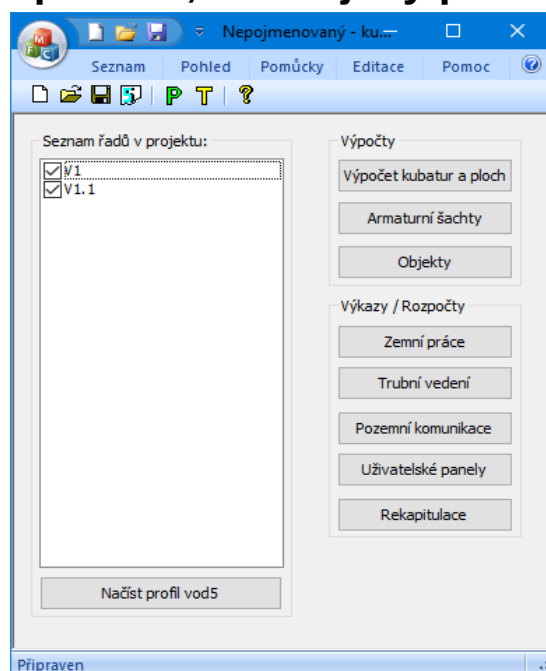 Nepojmenovaný - ku...
Seznam Pohled Pomůcky Editace Pomoc
P T ?
Seznam řadů v projektu:
V1
V1.1
Načíst profil vod5
Výpočty
Výpočet kubatur a ploch
Armaturní šachty
Objekty
Výkazy / Rozpočty
Zemní práce
Trubní vedení
Pozemní komunikace
Uživatelské panely
Rekapitulace
Připraven